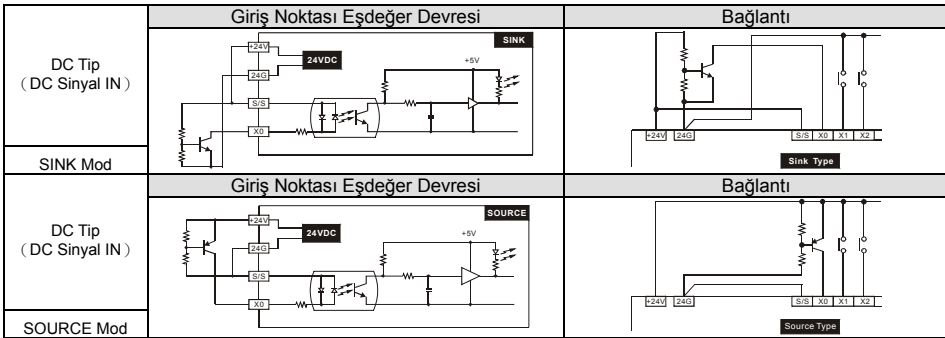 Giriş Noktası Eşdeğer Devresi
Bağlantı
DC Tip
（DC Sinyal IN）
SINK Mod
+24V
24VDC
24G
S/S
X0
SINK
+5V
+24V 24G S/S X0 X1 X2
Sink Type
Giriş Noktası Eşdeğer Devresi
Bağlantı
DC Tip
（DC Sinyal IN）
SOURCE Mod
+24V
24VDC
24G
S/S
X0
SOURCE
+5V
+24V 24G S/S X0 X1 X2
Source Type